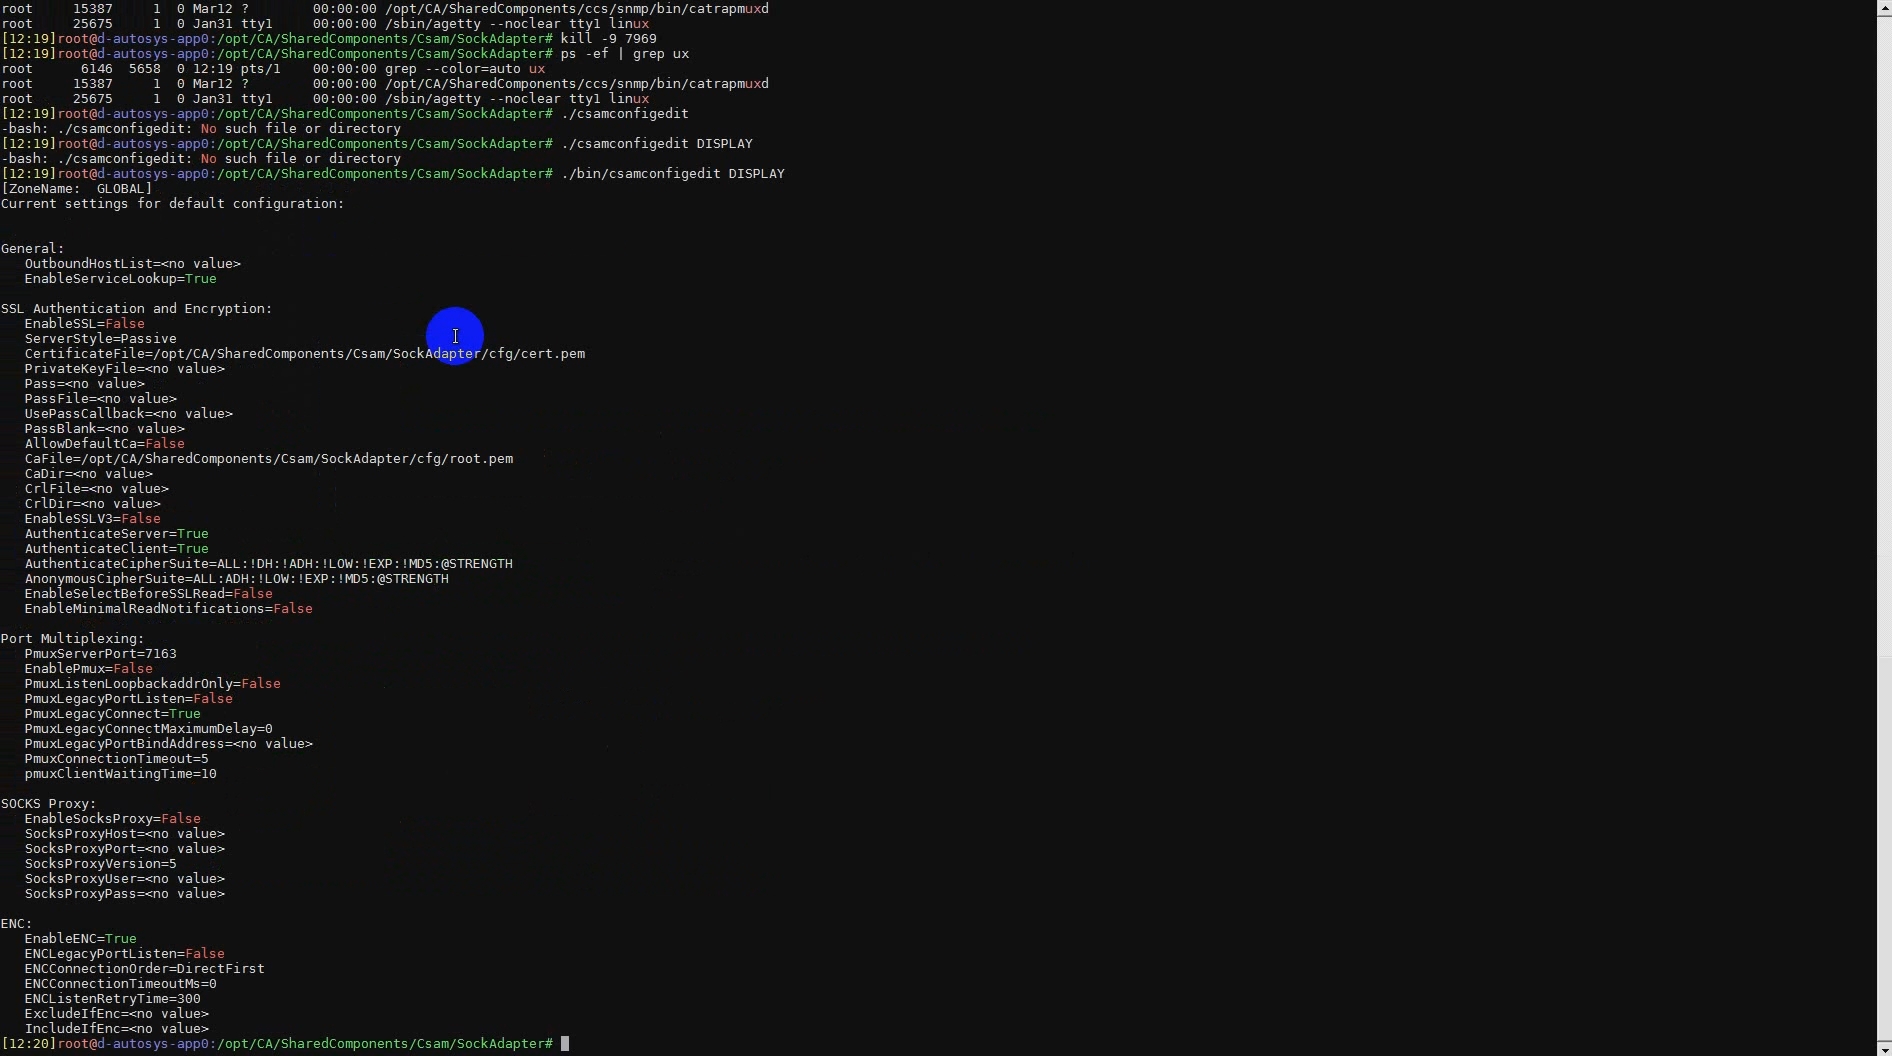 root     15387     1  0 Mar12 ?        00:00:00 /opt/CA/SharedComponents/ccs/snmp/bin/catrapmuxd
root     25675     1  0 Jan31 tty1     00:00:00 /sbin/agetty --noclear tty1 linux
[12:19]root@d-autosys-app0:/opt/CA/SharedComponents/Csam/SockAdapter# kill -9 7969
[12:19]root@d-autosys-app0:/opt/CA/SharedComponents/Csam/SockAdapter# ps -ef | grep ux
root      6146  5658  0 12:19 pts/1    00:00:00 grep --color=auto ux
root     15387     1  0 Mar12 ?        00:00:00 /opt/CA/SharedComponents/ccs/snmp/bin/catrapmuxd
root     25675     1  0 Jan31 tty1     00:00:00 /sbin/agetty --noclear tty1 linux
[12:19]root@d-autosys-app0:/opt/CA/SharedComponents/Csam/SockAdapter# ./csamconfigedit
-bash: ./csamconfigedit: No such file or directory
[12:19]root@d-autosys-app0:/opt/CA/SharedComponents/Csam/SockAdapter# ./csamconfigedit DISPLAY
-bash: ./csamconfigedit: No such file or directory
[12:19]root@d-autosys-app0:/opt/CA/SharedComponents/Csam/SockAdapter# ./bin/csamconfigedit DISPLAY
[ZoneName:  GLOBAL]
Current settings for default configuration:
General:
   OutboundHostList=<no value>
   EnableServiceLookup=True
SSL Authentication and Encryption:
   EnableSSL=False
   ServerStyle=Passive
   CertificateFile=/opt/CA/SharedComponents/Csam/SockAdapter/cfg/cert.pem
   PrivateKeyFile=<no value>
   Pass=<no value>
   PassFile=<no value>
   UsePassCallback=<no value>
   PassBlank=<no value>
   AllowDefaultCa=False
   CaFile=/opt/CA/SharedComponents/Csam/SockAdapter/cfg/root.pem
   CaDir=<no value>
   CrlFile=<no value>
   CrlDir=<no value>
   EnableSSLV3=False
   AuthenticateServer=True
   AuthenticateClient=True
   AuthenticateCipherSuite=ALL:!DH:!ADH:!LOW:!EXP:!MD5:@STRENGTH
   AnonymousCipherSuite=ALL:ADH:!LOW:!EXP:!MD5:@STRENGTH
   EnableSelectBeforeSSLRead=False
   EnableMinimalReadNotifications=False
Port Multiplexing:
   PmuxServerPort=7163
   EnablePmux=False
   PmuxListenLoopbackaddrOnly=False
   PmuxLegacyPortListen=False
   PmuxLegacyConnect=True
   PmuxLegacyConnectMaximumDelay=0
   PmuxLegacyPortBindAddress=<no value>
   PmuxConnectionTimeout=5
   pmuxClientWaitingTime=10
SOCKS Proxy:
   EnableSocksProxy=False
   SocksProxyHost=<no value>
   SocksProxyPort=<no value>
   SocksProxyVersion=5
   SocksProxyUser=<no value>
   SocksProxyPass=<no value>
ENC:
   EnableENC=True
   ENCLegacyPortListen=False
   ENCConnectionOrder=DirectFirst
   ENCConnectionTimeoutMs=0
   ENCListenRetryTime=300
   ExcludeIfEnc=<no value>
   IncludeIfEnc=<no value>
[12:20]root@d-autosys-app0:/opt/CA/SharedComponents/Csam/SockAdapter#